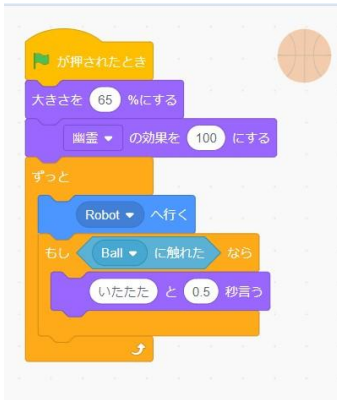 が押されたとき
大きさを 65 %にする
幽霊 の効果を 100 にする
ずっと
Robot へ行く
もし Ball に触れた なら
いたたた と 0.5 秒言う